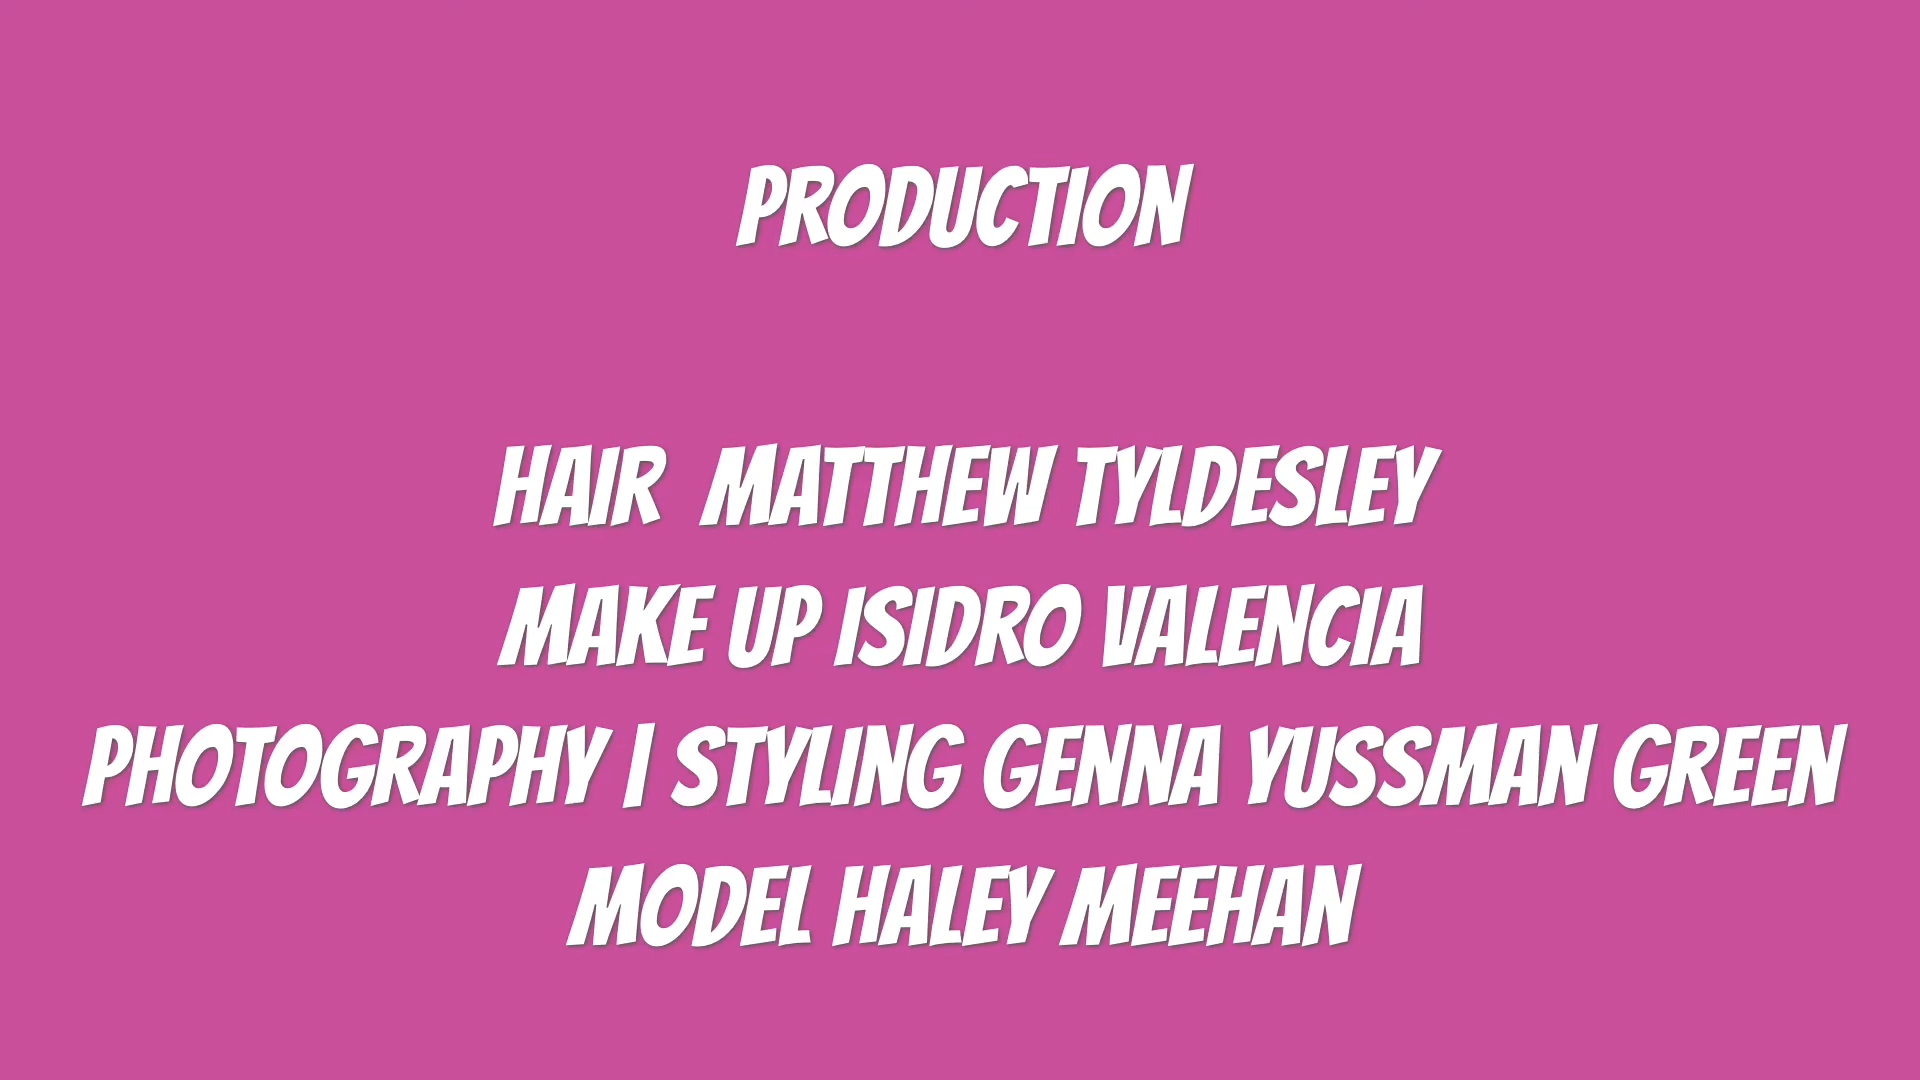 PRODUCTION
HAIR MATTHEW TYLDESLEY
MAKE UP ISIDRO VALENCIA
PHOTOGRAPHY | STYLING GENNA YUSSMAN GREEN
MODEL HALEY MEEHAN